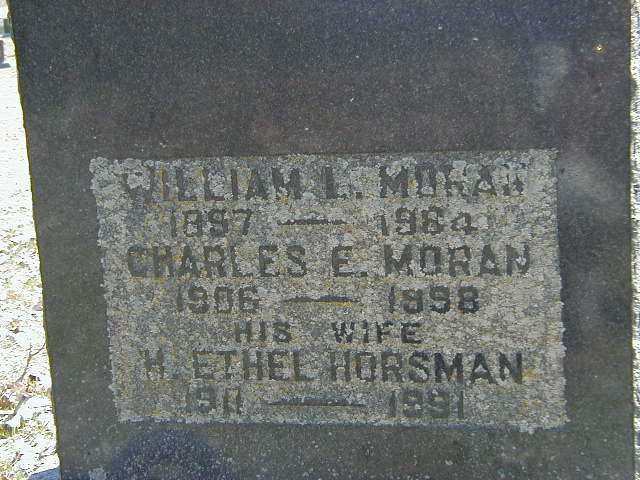 WILLIAM L. MORAN
1897 — 1964
CHARLES E. MORAN
1906 — 1998
HIS WIFE
H. ETHEL HORSMAN
1911 — 1991